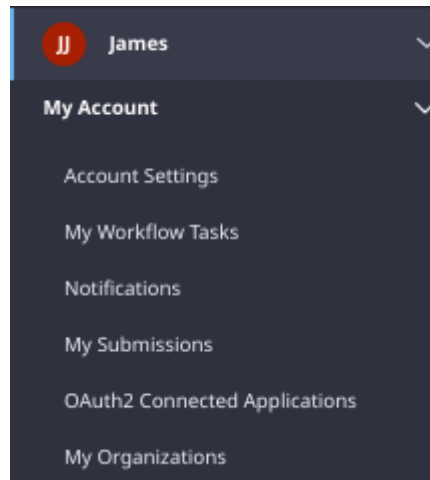 JJ James
My Account
Account Settings
My Workflow Tasks
Notifications
My Submissions
OAuth2 Connected Applications
My Organizations